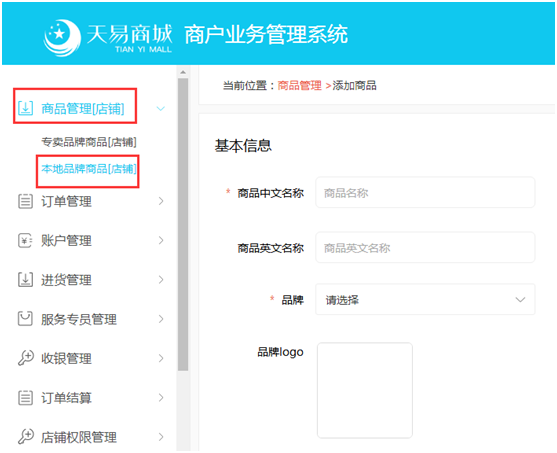 天易商城 商户业务管理系统
TIAN YI MALL
当前位置：商品管理 >添加商品
商品管理[店铺]
专卖品牌商品[店铺]
本地品牌商品[店铺]
订单管理
账户管理
进货管理
服务专员管理
收银管理
订单结算
店铺权限管理
基本信息
* 商品中文名称 商品名称
商品英文名称 商品英文名称
* 品牌 请选择
品牌logo